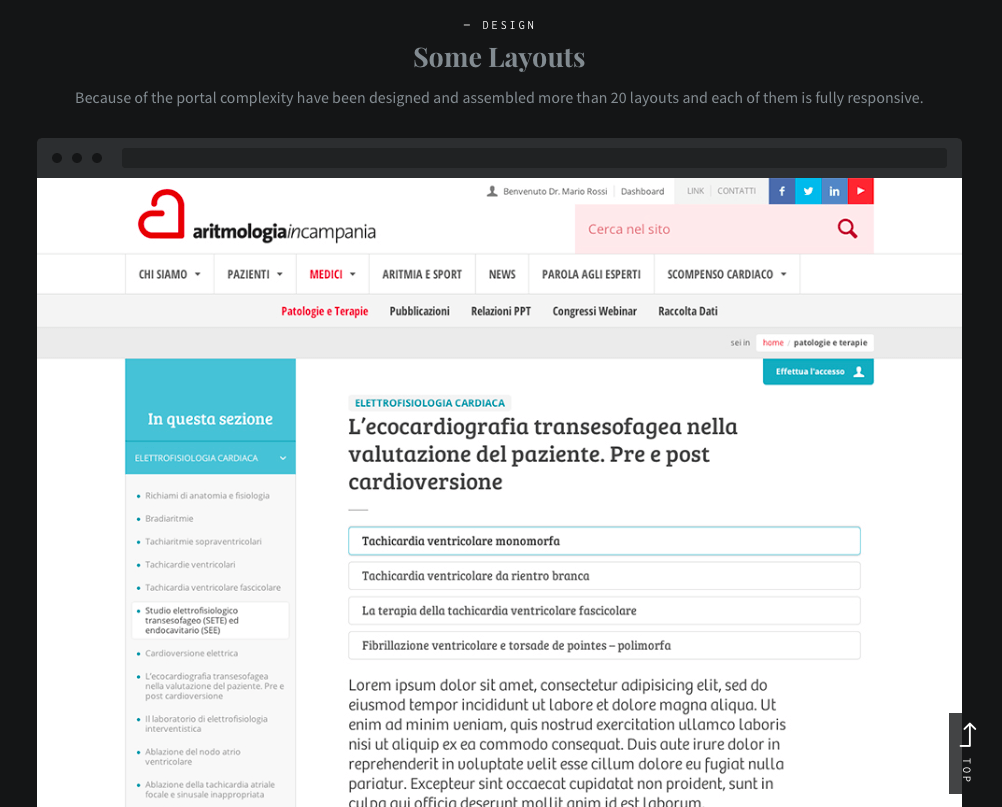 — DESIGN
Some Layouts
Because of the portal complexity have been designed and assembled more than 20 layouts and each of them is fully responsive.
Benvenuto Dr. Mario Rossi
Dashboard
LINK
CONTATTI
aritmologiaincampania
Cerca nel sito
CHI SIAMO
PAZIENTI
MEDICI
ARITMIA E SPORT
NEWS
PAROLA AGLI ESPERTI
SCOMPENSO CARDIACO
Patologie e Terapie
Pubblicazioni
Relazioni PPT
Congressi Webinar
Raccolta Dati
sei in
home / patologie e terapie
Effettua l'accesso
In questa sezione
ELETTROFISIOLOGIA CARDIACA
Richiami di anatomia e fisiologia
Bradiaritmie
Tachiaritmie sopraventricolari
Tachicardie ventricolari
Tachicardia ventricolare fascicolare
Studio elettrofisiologico
transesofageo (SETE) ed
endocavitario (SEE)
Cardioversione elettrica
L'ecocardiografia transesofagea
nella valutazione del paziente. Pre e
post cardioversione
Il laboratorio di elettrofisiologia
interventistica
Ablazione del nodo atrio
ventricolare
Ablazione della tachicardia atriale
focale e sinusale inappropriata
ELETTROFISIOLOGIA CARDIACA
L'ecocardiografia transesofagea nella
valutazione del paziente. Pre e post
cardioversione
Tachicardia ventricolare monomorfa
Tachicardia ventricolare da rientro branca
La terapia della tachicardia ventricolare fascicolare
Fibrillazione ventricolare e torsade de pointes – polimorfa
Lorem ipsum dolor sit amet, consectetur adipisicing elit, sed do
eiusmod tempor incididunt ut labore et dolore magna aliqua. Ut
enim ad minim veniam, quis nostrud exercitation ullamco laboris
nisi ut aliquip ex ea commodo consequat. Duis aute irure dolor in
reprehenderit in voluptate velit esse cillum dolore eu fugiat nulla
pariatur. Excepteur sint occaecat cupidatat non proident, sunt in
culpa qui officia deserunt mollit anim id est laborum.
TOP